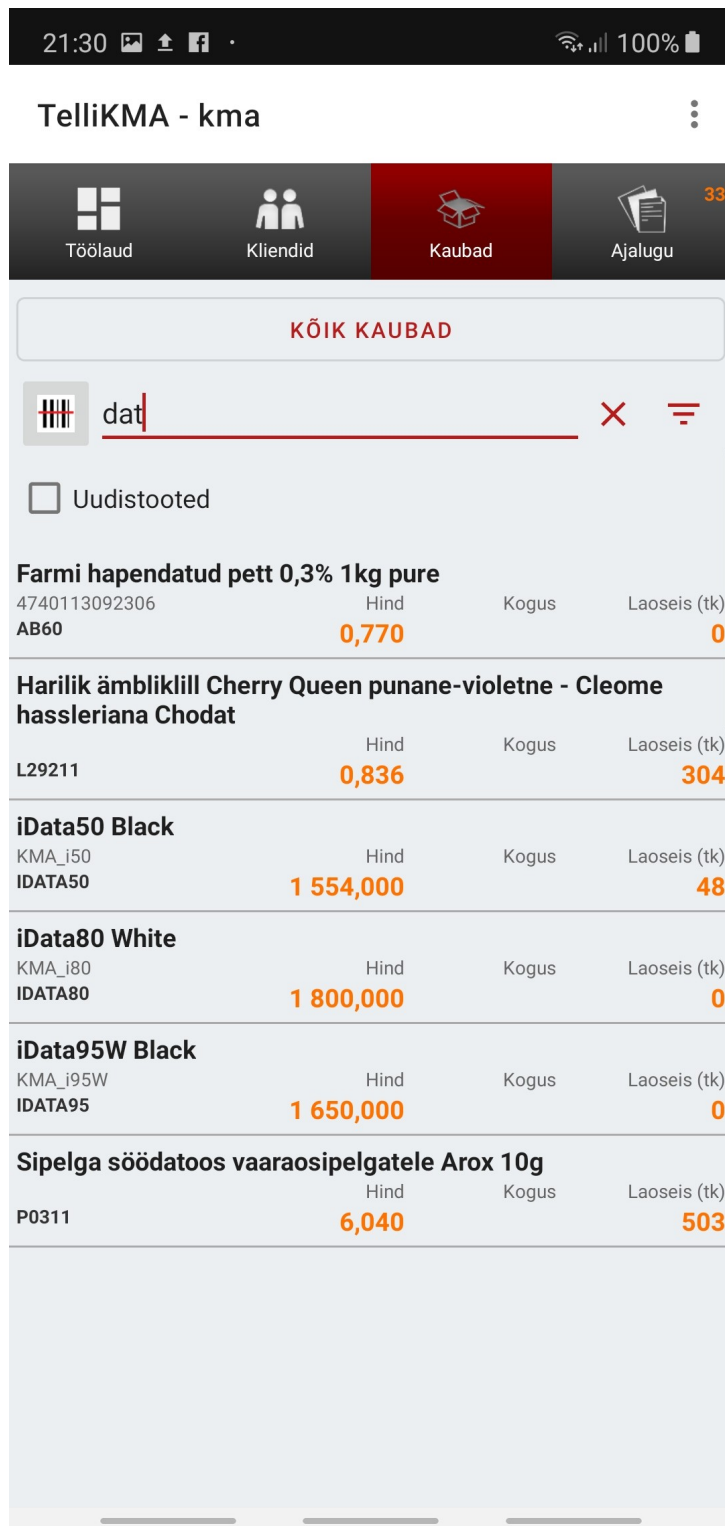 21:30 100%
TelliKMA - kma
Töölaud Kliendid Kaubad Ajalugu 33
KÕIK KAUBAD
dat
Uudistooted
Farmi hapendatud pett 0,3% 1kg pure
4740113092306 Hind Kogus Laoseis (tk)
AB60 0,770 0
Harilik ämbliklill Cherry Queen punane-violetne - Cleome
hassleriana Chodat
Hind Kogus Laoseis (tk)
L29211 0,836 304
iData50 Black
KMA_i50 Hind Kogus Laoseis (tk)
IDATA50 1 554,000 48
iData80 White
KMA_i80 Hind Kogus Laoseis (tk)
IDATA80 1 800,000 0
iData95W Black
KMA_i95W Hind Kogus Laoseis (tk)
IDATA95 1 650,000 0
Sipelga söödatoos vaaraosipelgatele Arox 10g
Hind Kogus Laoseis (tk)
P0311 6,040 503